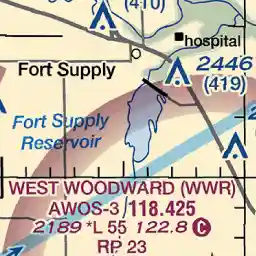 (410)
hospital
Fort Supply
2446
(419)
Fort Supply
Reservoir
WEST WOODWARD (WWR)
AWOS-3 118.425
2189 *L 55 122.8 C
RP 23